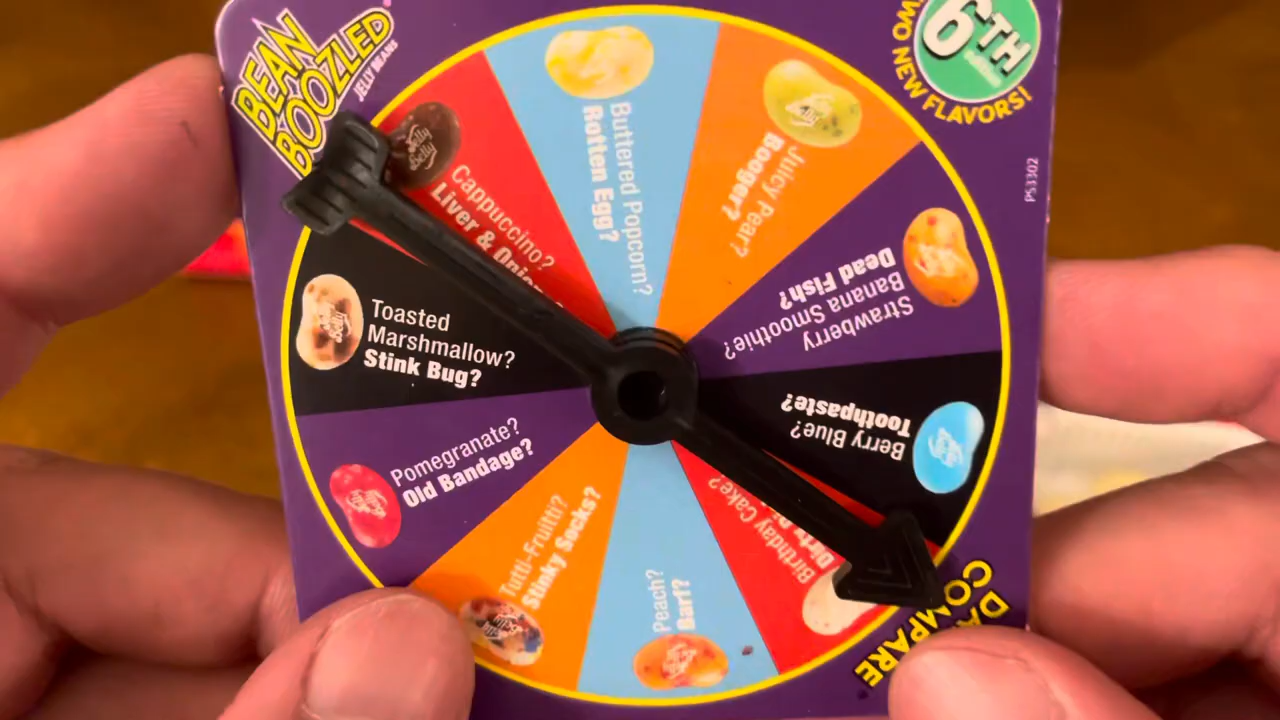 BEAN
BOOZLED
JELLY BEANS
6TH
TWO NEW FLAVORS!
PS3302
Buttered Popcorn?
Rotten Egg?
Juicy Pear?
Booger?
Strawberry
Banana Smoothie?
Dead Fish?
Berry Blue?
Toothpaste?
Birthday Cake?
Peach?
Barf?
Tutti-Fruitti?
Stinky Socks?
Pomegranate?
Old Bandage?
Toasted
Marshmallow?
Stink Bug?
Cappuccino?
Liver &
Jelly
Belly
COMPARE